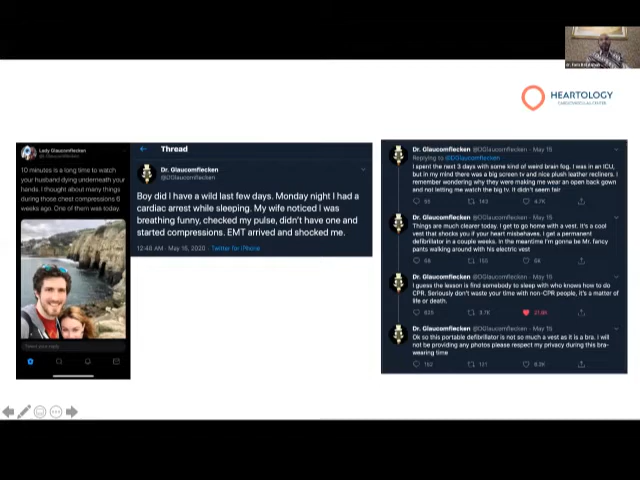 HEARTOLOGY
CARDIOVASCULAR CENTER
Lady Glaucomflecken
10 minutes is a long time to watch
your husband dying underneath your
hands. I thought about many things
during those chest compressions 6
weeks ago. One of them was today.
Tweet your reply
Thread
Dr. Glaucomflecken
@DGlaucomflecken
Boy did I have a wild last few days. Monday night I had a
cardiac arrest while sleeping. My wife noticed I was
breathing funny, checked my pulse, didn't have one and
started compressions. EMT arrived and shocked me.
12:48 AM · May 15, 2020 · Twitter for iPhone
Dr. Glaucomflecken @DGlaucomflecken · May 15
Replying to @DGlaucomflecken
I spent the next 3 days with some kind of weird brain fog. I was in an ICU,
but in my mind there was a big screen tv and nice plush leather recliners. I
remember wondering why they were making me wear an open back gown
and not letting me watch the big tv. It didn't seem fair
143 4.7K
Dr. Glaucomflecken @DGlaucomflecken · May 15
Things are much clearer today. I get to go home with a vest. It's a cool
vest that shocks you if your heart misbehaves. I get a permanent
defibrillator in a couple weeks. In the meantime I'm gonna be Mr. fancy
pants walking around with his electric vest
Dr. Glaucomflecken @DGlaucomflecken · May 15
I guess the lesson is find somebody to sleep with who knows how to do
CPR. Seriously don't waste your time with non-CPR people, it's a matter of
life or death.
3.7K
Dr. Glaucomflecken @DGlaucomflecken · May 15
Ok so this portable defibrillator is not so much a vest as it is a bra. I will
not be providing any photos please respect my privacy during this bra-
wearing time